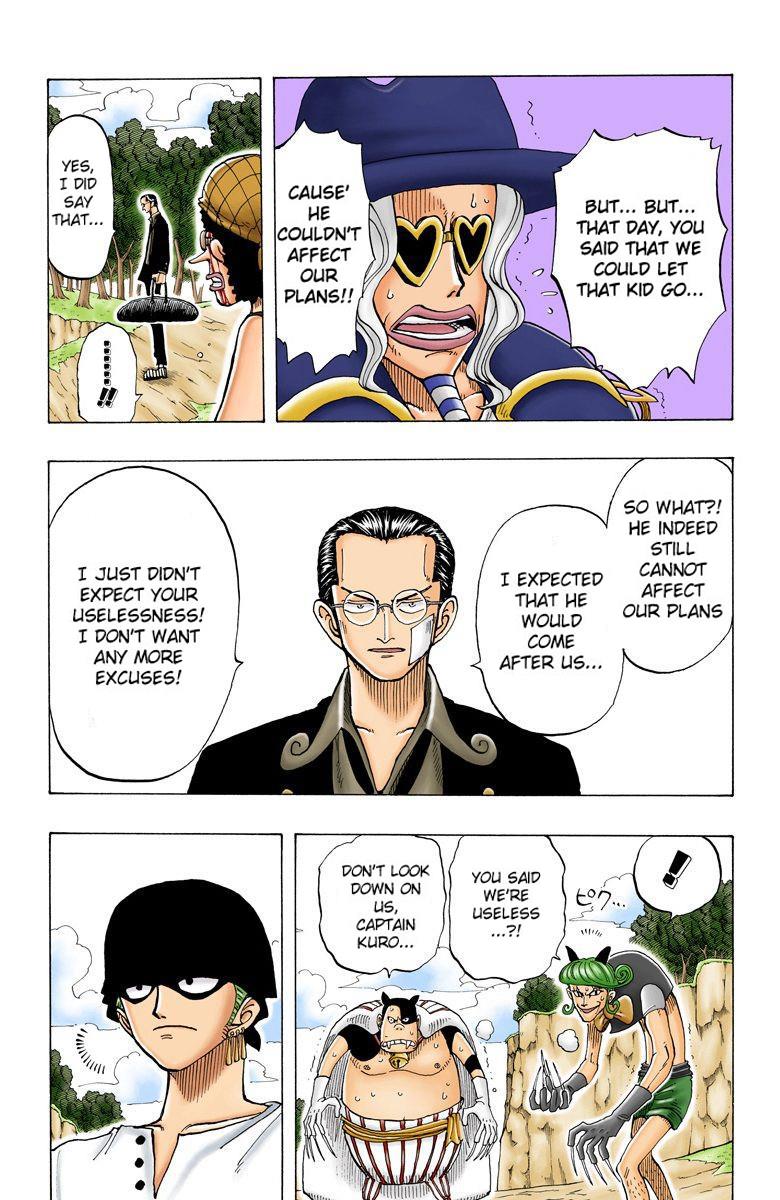 BUT... BUT...
THAT DAY, YOU
SAID THAT WE
COULD LET
THAT KID GO...
CAUSE'
HE
COULDN'T
AFFECT
OUR
PLANS!!
YES,
I DID
SAY
THAT...
.......!!
SO WHAT?!
HE INDEED
STILL
CANNOT
AFFECT
OUR PLANS
I EXPECTED
THAT HE
WOULD
COME
AFTER US...
I JUST DIDN'T
EXPECT YOUR
USELESSNESS!
I DON'T WANT
ANY MORE
EXCUSES!
!
ピク...
YOU SAID
WE'RE
USELESS
...?!
DON'T LOOK
DOWN ON
US,
CAPTAIN
KURO...